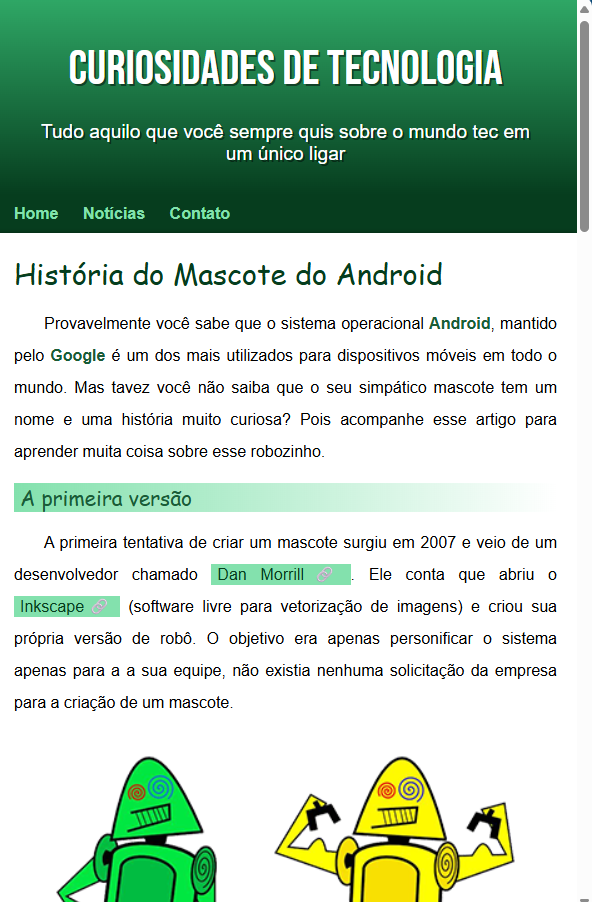 CURIOSIDADES DE TECNOLOGIA
Tudo aquilo que você sempre quis sobre o mundo tec em
um único ligar
Home Notícias Contato
História do Mascote do Android
Provavelmente você sabe que o sistema operacional Android, mantido
pelo Google é um dos mais utilizados para dispositivos móveis em todo o
mundo. Mas tavez você não saiba que o seu simpático mascote tem um
nome e uma história muito curiosa? Pois acompanhe esse artigo para
aprender muita coisa sobre esse robozinho.
A primeira versão
A primeira tentativa de criar um mascote surgiu em 2007 e veio de um
desenvolvedor chamado Dan Morrill 🔗 . Ele conta que abriu o
Inkscape 🔗 (software livre para vetorização de imagens) e criou sua
própria versão de robô. O objetivo era apenas personificar o sistema
apenas para a a sua equipe, não existia nenhuma solicitação da empresa
para a criação de um mascote.